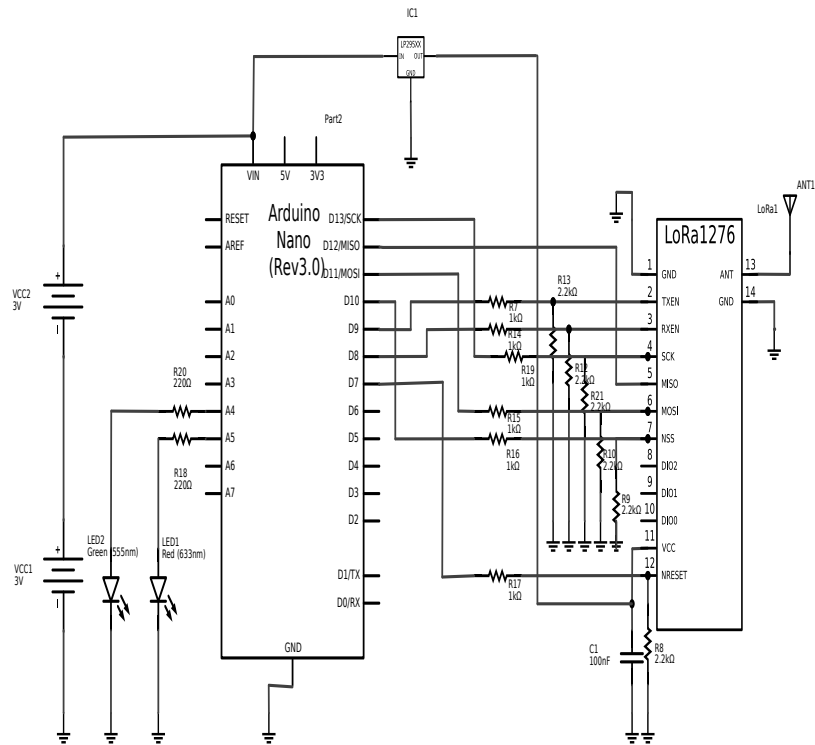 IC1
LP295XX
IN OUT
GND
Part2
VIN 5V 3V3
ANT1
LoRa1
RESET
AREF
Arduino
Nano
(Rev3.0)
D13/SCK
D12/MISO
D11/MOSI
D10
D9
D8
D7
D6
D5
D4
D3
D2
D1/TX
D0/RX
A0
A1
A2
A3
A4
A5
A6
A7
GND
VCC2
3V
+
VCC1
3V
+
R20
220Ω
R18
220Ω
LED2
Green (555nm)
LED1
Red (633nm)
R13
2.2kΩ
R7
1kΩ
R14
1kΩ
R19
1kΩ
R12
2.2kΩ
R21
2.2kΩ
R15
1kΩ
R16
1kΩ
R10
2.2kΩ
R9
2.2kΩ
R17
1kΩ
C1
100nF
R8
2.2kΩ
LoRa1276
1 GND
2 TXEN
3 RXEN
4 SCK
5 MISO
6 MOSI
7 NSS
8 DIO2
9 DIO1
10 DIO0
11 VCC
12 NRESET
ANT 13
GND 14